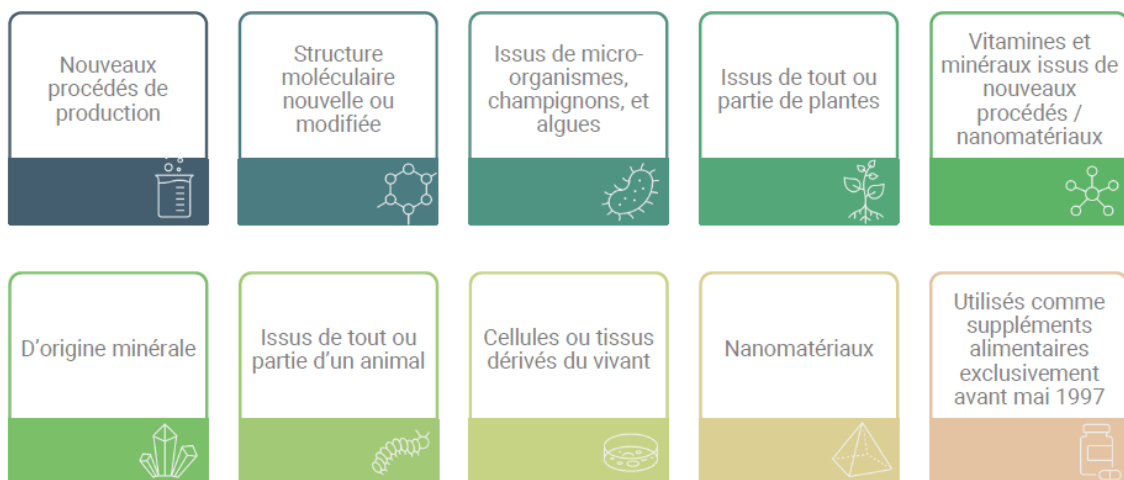 Nouveaux
procédés de
production
Structure
moléculaire
nouvelle ou
modifiée
Issus de micro-
organismes,
champignons, et
algues
Issus de tout ou
partie de plantes
Vitamines et
minéraux issus de
nouveaux
procédés /
nanomatériaux
D'origine minérale
Issus de tout ou
partie d'un animal
Cellules ou tissus
dérivés du vivant
Nanomatériaux
Utilisés comme
suppléments
alimentaires
exclusivement
avant mai 1997